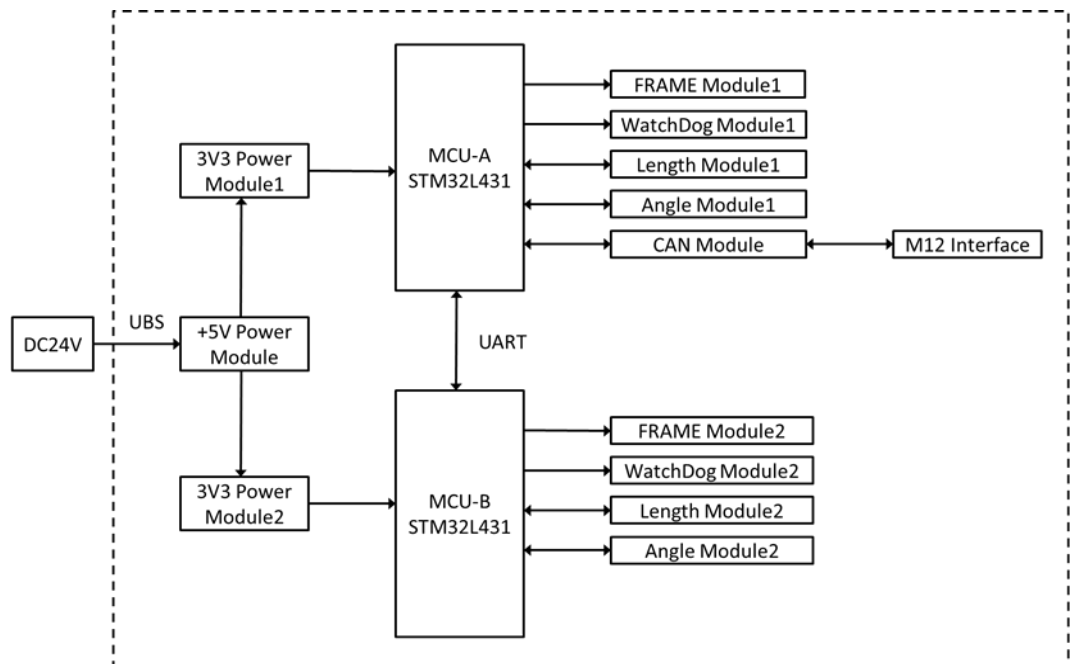 FRAME Module1
WatchDog Module1
MCU-A
STM32L431
3V3 Power
Module1
Length Module1
Angle Module1
CAN Module
M12 Interface
UBS
DC24V
+5V Power
Module
UART
FRAME Module2
WatchDog Module2
3V3 Power
Module2
MCU-B
STM32L431
Length Module2
Angle Module2